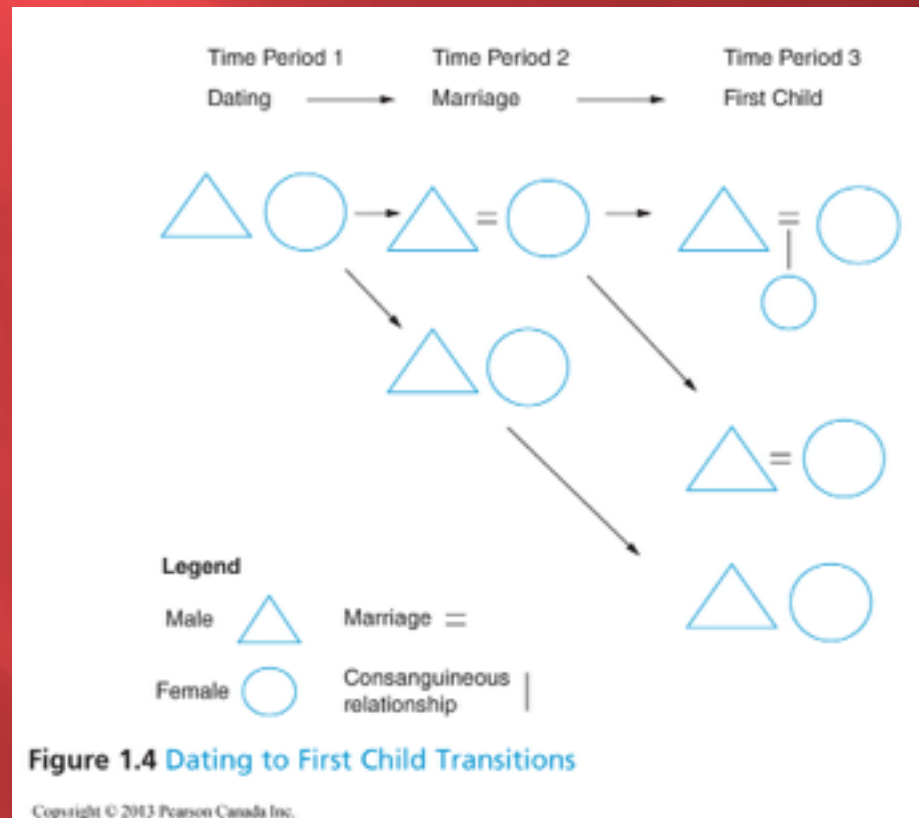 Time Period 1 Time Period 2 Time Period 3
Dating Marriage First Child
=
=
=
Legend
Male Marriage =
Female Consanguineous
relationship |
Figure 1.4 Dating to First Child Transitions
Copyright © 2013 Pearson Canada Inc.